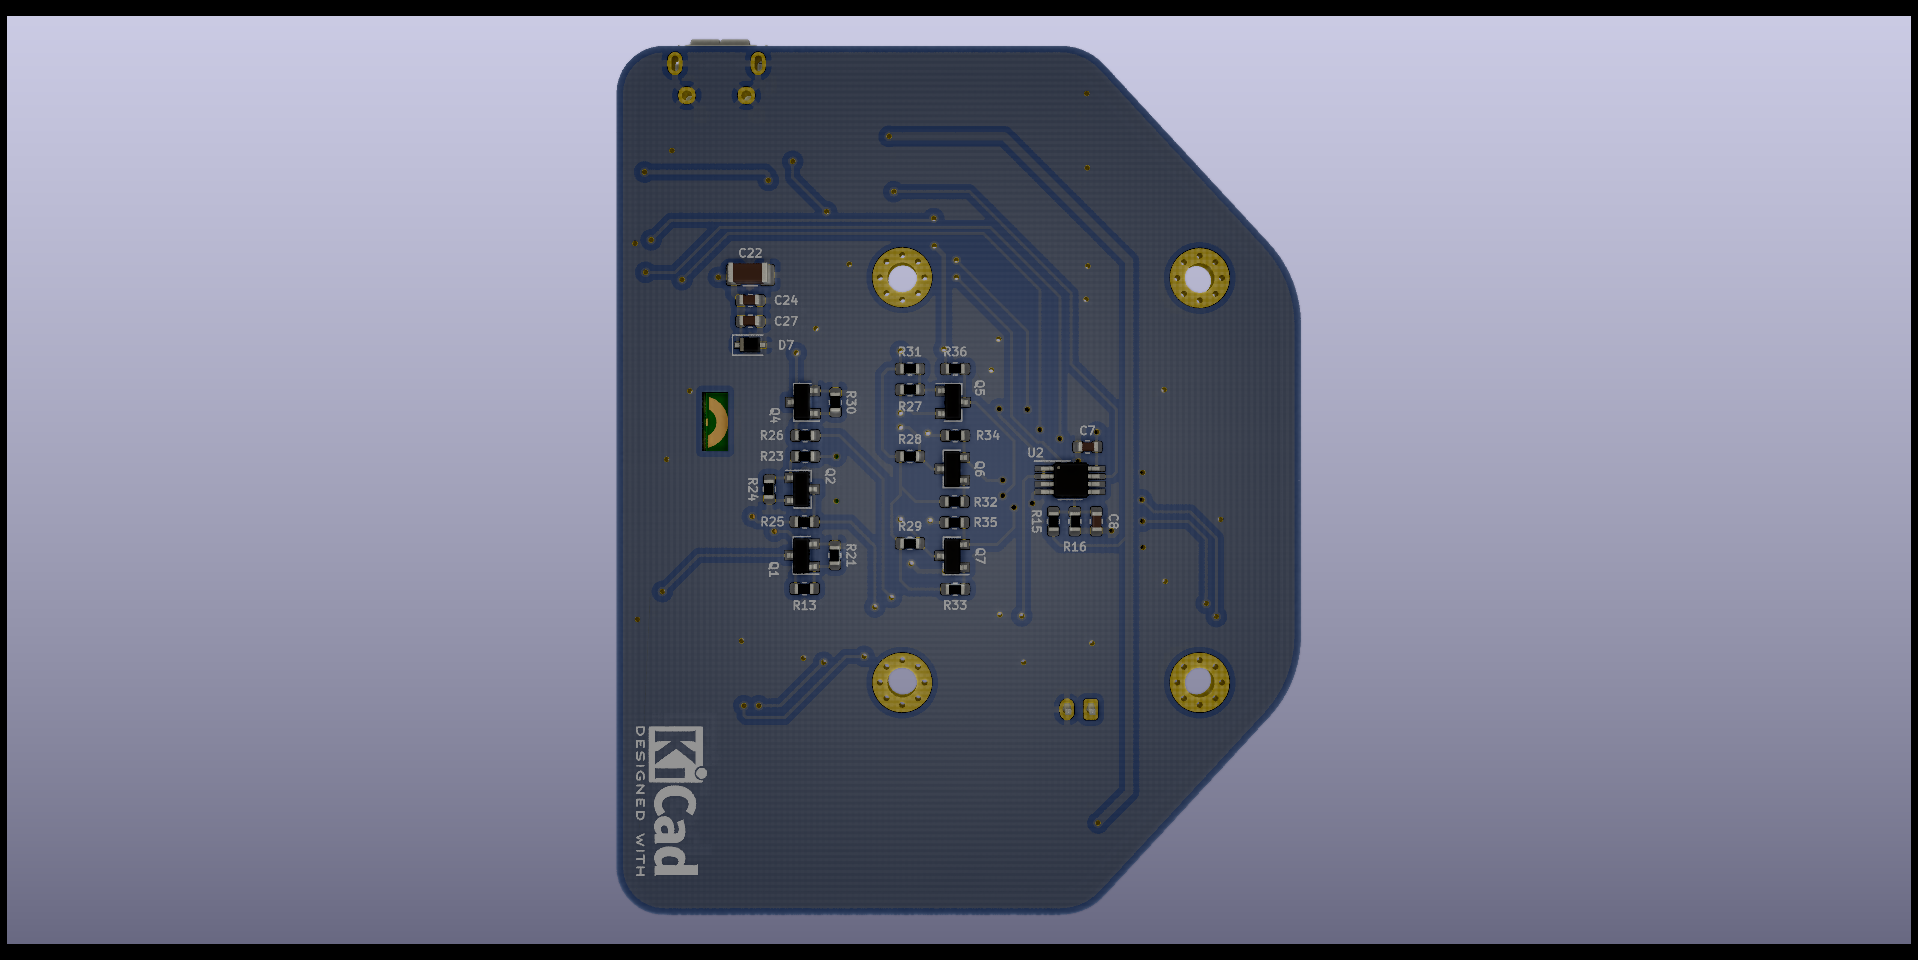 C22
C24
C27
D7
R31
R36
Q5
R30
Q4
R27
R26
R34
C7
R28
R23
U2
Q6
Q2
R24
R32
R25
R35
R29
R15
C8
R16
Q7
R21
Q1
R13
R33
KiCad
DESIGNED WITH